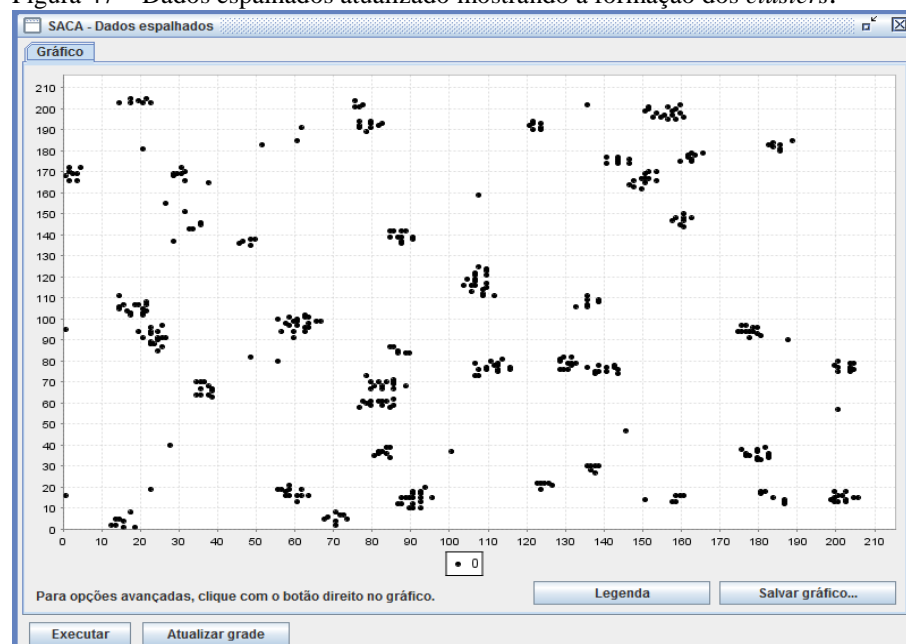 Figura 47 – Dados espalhados atualizado mostrando a formação dos clusters.
SACA - Dados espalhados
Gráfico
210
200
190
180
170
160
150
140
130
120
110
100
90
80
70
60
50
40
30
20
10
0
0 10 20 30 40 50 60 70 80 90 100 110 120 130 140 150 160 170 180 190 200 210
0
Para opções avançadas, clique com o botão direito no gráfico.
Legenda
Salvar gráfico...
Executar
Atualizar grade